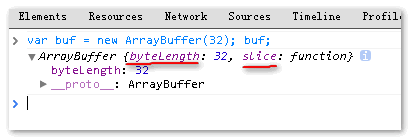 Elements Resources Network Sources Timeline Profile
> var buf = new ArrayBuffer(32); buf;
▼ ArrayBuffer {byteLength: 32, slice: function} i
byteLength: 32
▶ __proto__: ArrayBuffer
>